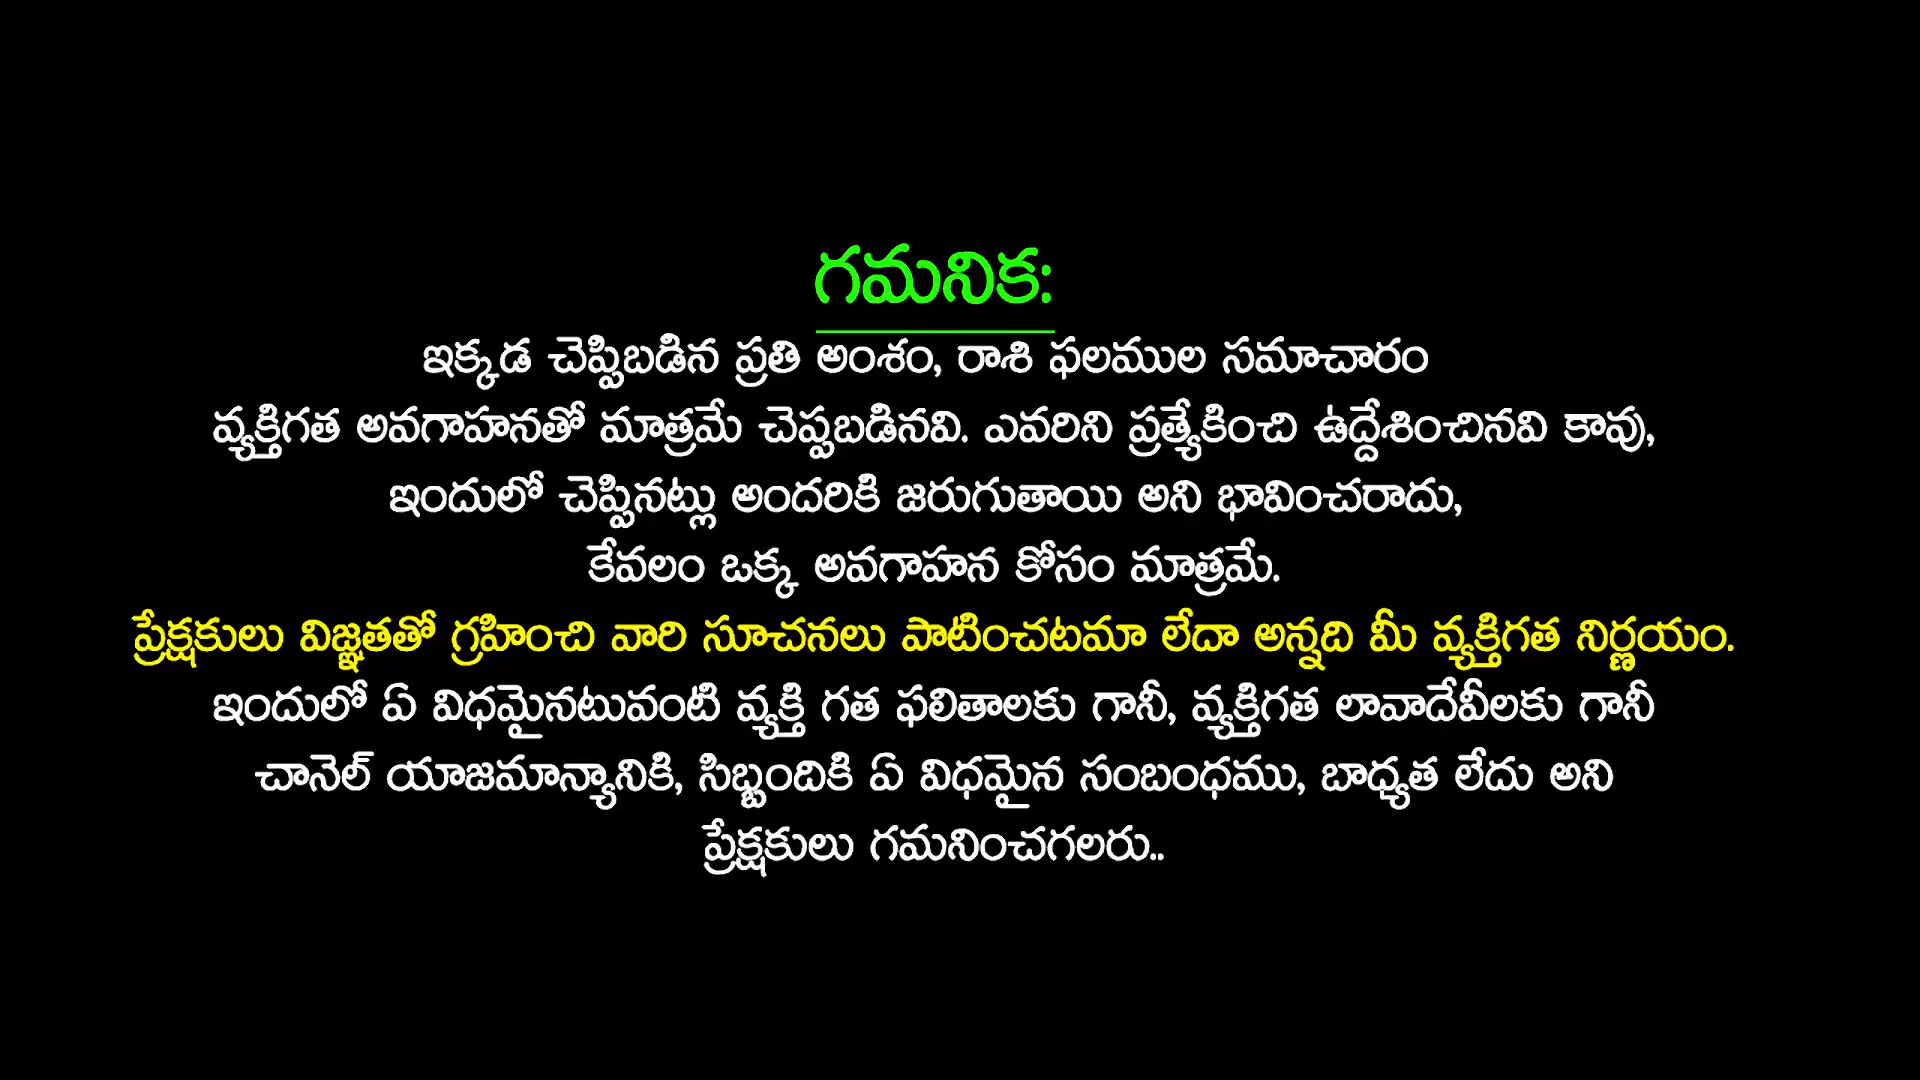 గమనిక:
ఇక్కడ చెప్పిబడిన ప్రతి అంశం, రాశి ఫలముల సమాచారం
వ్యక్తిగత అవగాహనతో మాత్రమే చెప్పబడినవి. ఎవరిని ప్రత్యేకించి ఉద్దేశించినవి కావు,
ఇందులో చెప్పినట్లు అందరికి జరుగుతాయి అని భావించరాదు,
కేవలం ఒక్క అవగాహన కోసం మాత్రమే.
ప్రేక్షకులు విజ్ఞతతో గ్రహించి వారి సూచనలు పాటించటమా లేదా అన్నది మీ వ్యక్తిగత నిర్ణయం.
ఇందులో ఏ విధమైనటువంటి వ్యక్తి గత ఫలితాలకు గానీ, వ్యక్తిగత లావాదేవీలకు గానీ
చానెల్ యాజమాన్యానికి, సిబ్బందికి ఏ విధమైన సంబంధము, బాధ్యత లేదు అని
ప్రేక్షకులు గమనించగలరు..